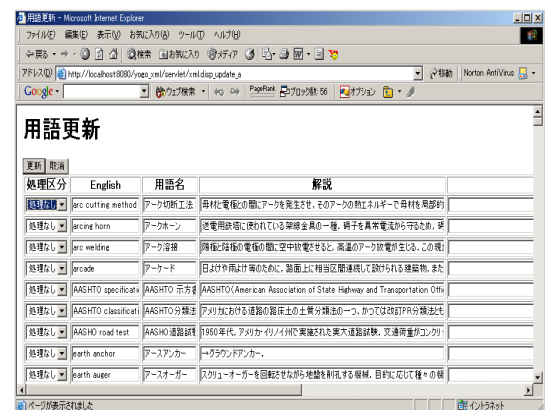 用語更新 - Microsoft Internet Explorer
ファイル(F) 編集(E) 表示(V) お気に入り(A) ツール(T) ヘルプ(H)
戻る 検索 お気に入り メディア
アドレス(D) http://localhost8080/yogo_xml/servlet/xmldisp_update_a 移動 Norton AntiVirus
Google ウェブ検索 PageRank ブロック数: 56 オプション
用語更新
更新 取消
処理区分 English 用語名 解説
処理なし arc cutting method アーク切断工法 母材と電極との間にアークを発生させ、そのアークの熱エネルギーで母材を局部的
処理なし arcing horn アークホーン 送電用鉄塔に使われている架線金具の一種。碍子を異常電流から守るため、碍
処理なし arc welding アーク溶接 陽極と陰極の電極の間に空中放電させると、高温のアーク放電が生じる。この現
処理なし arcade アーケード 日よけや雨よけ等のために、路面上に相当区間連続して設けられる建築物。また
処理なし AASHTO specificati AASHTO 示方書 AASHTO(American Association of State Highway and Transportation Offi
処理なし AASHTO classificati AASHTO分類法 アメリカにおける道路の路床土の土質分類法の一つ。かつては改訂PR分類法とも
処理なし AASHO road test AASHO道路試験 1950年代、アメリカ・イリノイ州で実施された実大道路試験。交通荷重がコンクリ
処理なし earth anchor アースアンカー →グラウンドアンカー.
処理なし earth auger アースオーガー スクリューオーガーを回転させながら地盤を削孔する機械。目的に応じて種々の機
ページが表示されました イントラネット